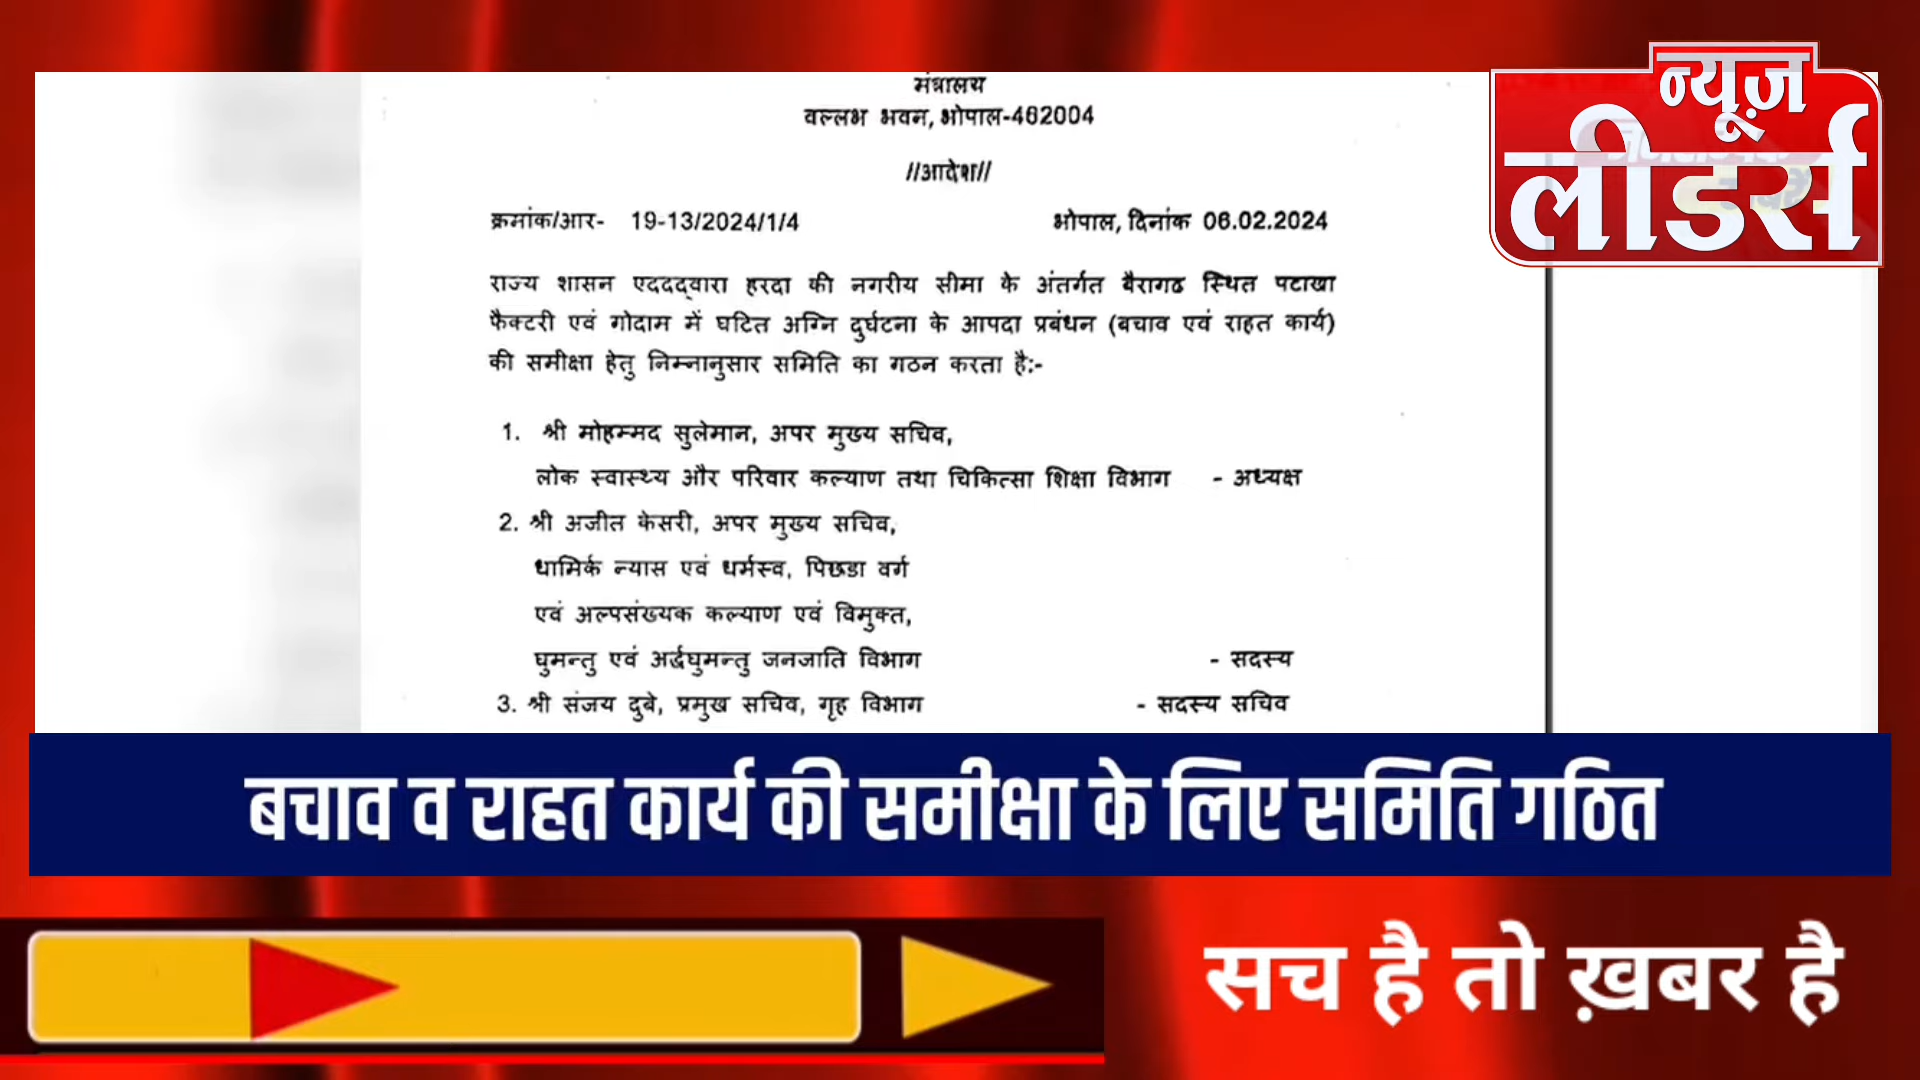 न्यूज़
लीडर्स
मंत्रालय
वल्लभ भवन, भोपाल-462004
//आदेश//
क्रमांक/आर- 19-13/2024/1/4 भोपाल, दिनांक 06.02.2024
राज्य शासन एददद्वारा हरदा की नगरीय सीमा के अंतर्गत बैरागढ स्थित पटाखा
फैक्टरी एवं गोदाम में घटित अग्नि दुर्घटना के आपदा प्रबंधन (बचाव एवं राहत कार्य)
की समीक्षा हेतु निम्नानुसार समिति का गठन करता है:-
1. श्री मोहम्मद सुलेमान, अपर मुख्य सचिव,
लोक स्वास्थ्य और परिवार कल्याण तथा चिकित्सा शिक्षा विभाग - अध्यक्ष
2. श्री अजीत केसरी, अपर मुख्य सचिव,
धामिर्क न्यास एवं धर्मस्व, पिछडा वर्ग
एवं अल्पसंख्यक कल्याण एवं विमुक्त,
घुमन्तु एवं अर्द्धघुमन्तु जनजाति विभाग - सदस्य
3. श्री संजय दुबे, प्रमुख सचिव, गृह विभाग - सदस्य सचिव
बचाव व राहत कार्य की समीक्षा के लिए समिति गठित
सच है तो ख़बर है